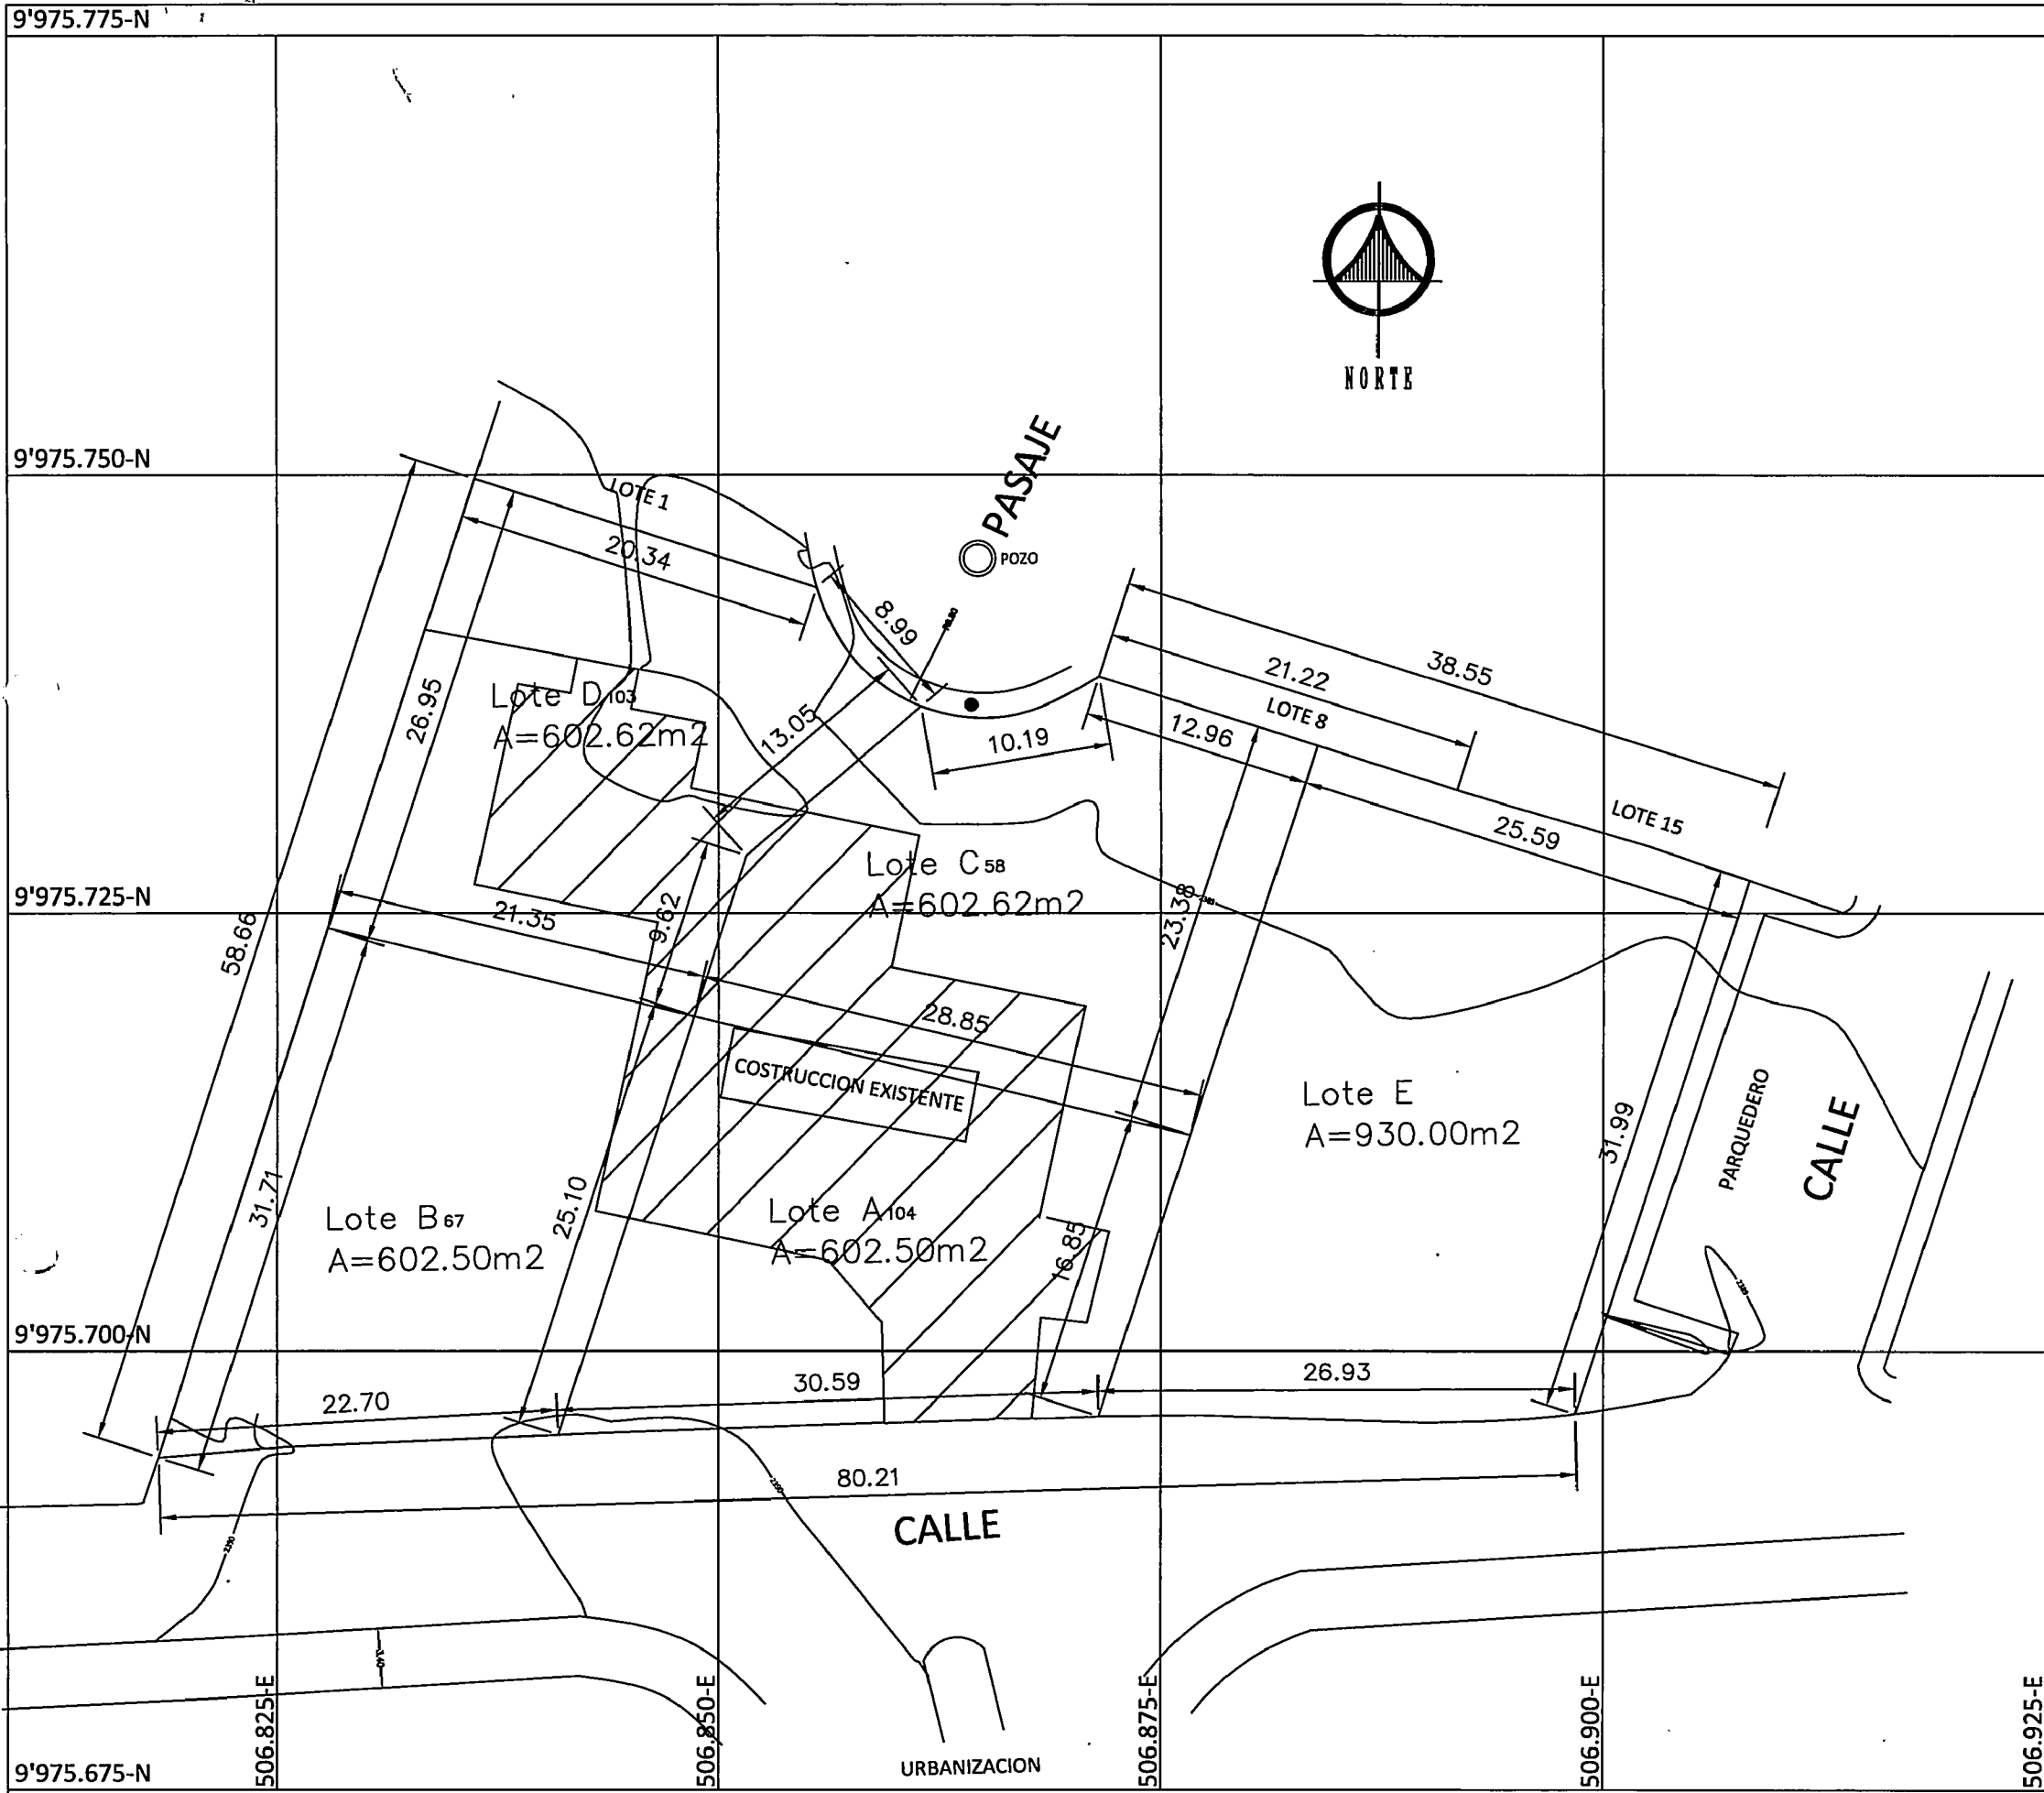 9'975.775-N
NORTE
9'975.750-N
PASAJE
LOTE 1
20.34
POZO
8.99
38.55
21.22
LOTE 8
12.96
10.19
26.95
Lote D 103
A=602.62m2
13.05
LOTE 15
25.59
Lote C 58
A=602.62m2
9'975.725-N
21.35
9.62
23.38
58.66
28.85
COSTRUCCION EXISTENTE
Lote E
A=930.00m2
31.99
PARQUEDERO
CALLE
31.71
Lote B 67
A=602.50m2
25.10
Lote A 104
A=602.50m2
16.85
9'975.700-N
22.70
30.59
26.93
80.21
CALLE
506.825-E
506.850-E
506.875-E
506.900-E
506.925-E
URBANIZACION
9'975.675-N